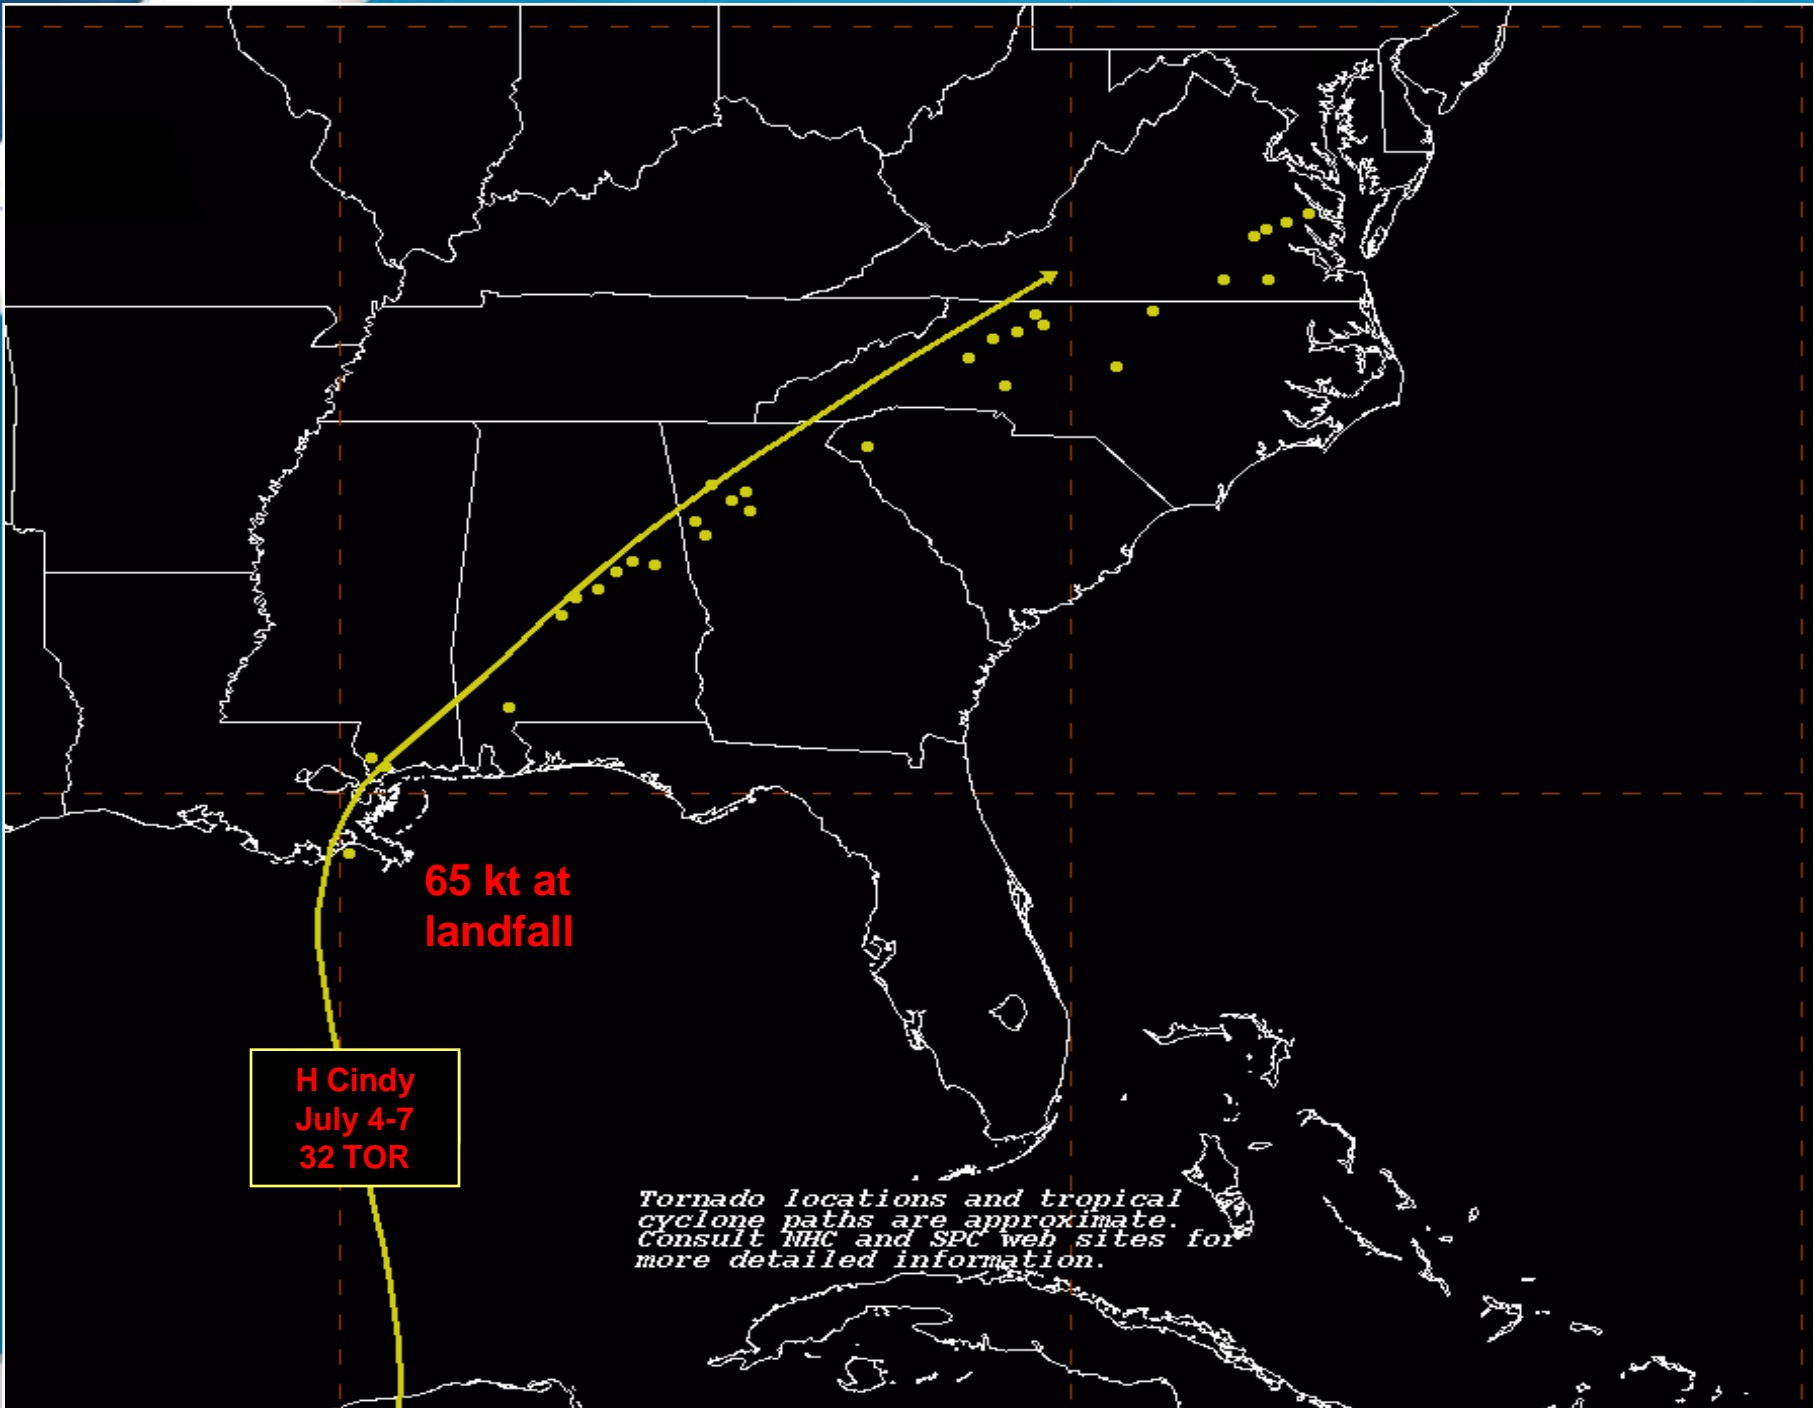 65 kt at
landfall
H Cindy
July 4-7
32 TOR
Tornado locations and tropical
cyclone paths are approximate.
Consult NHC and SPC web sites for
more detailed information.